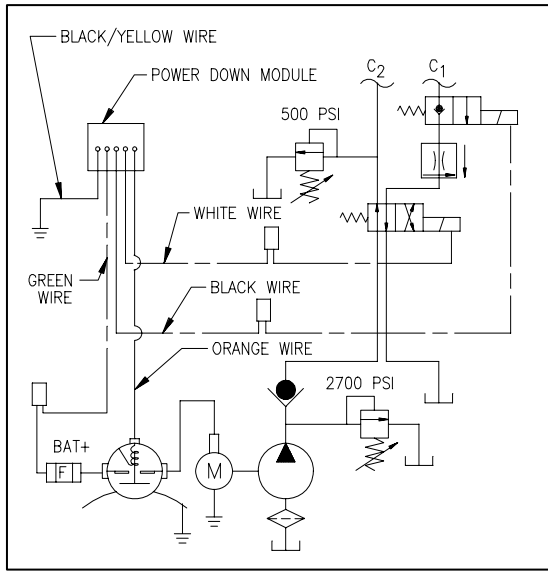 BLACK/YELLOW WIRE
POWER DOWN MODULE
C2
C1
500 PSI
WHITE WIRE
GREEN
WIRE
BLACK WIRE
ORANGE WIRE
2700 PSI
BAT+
F
M